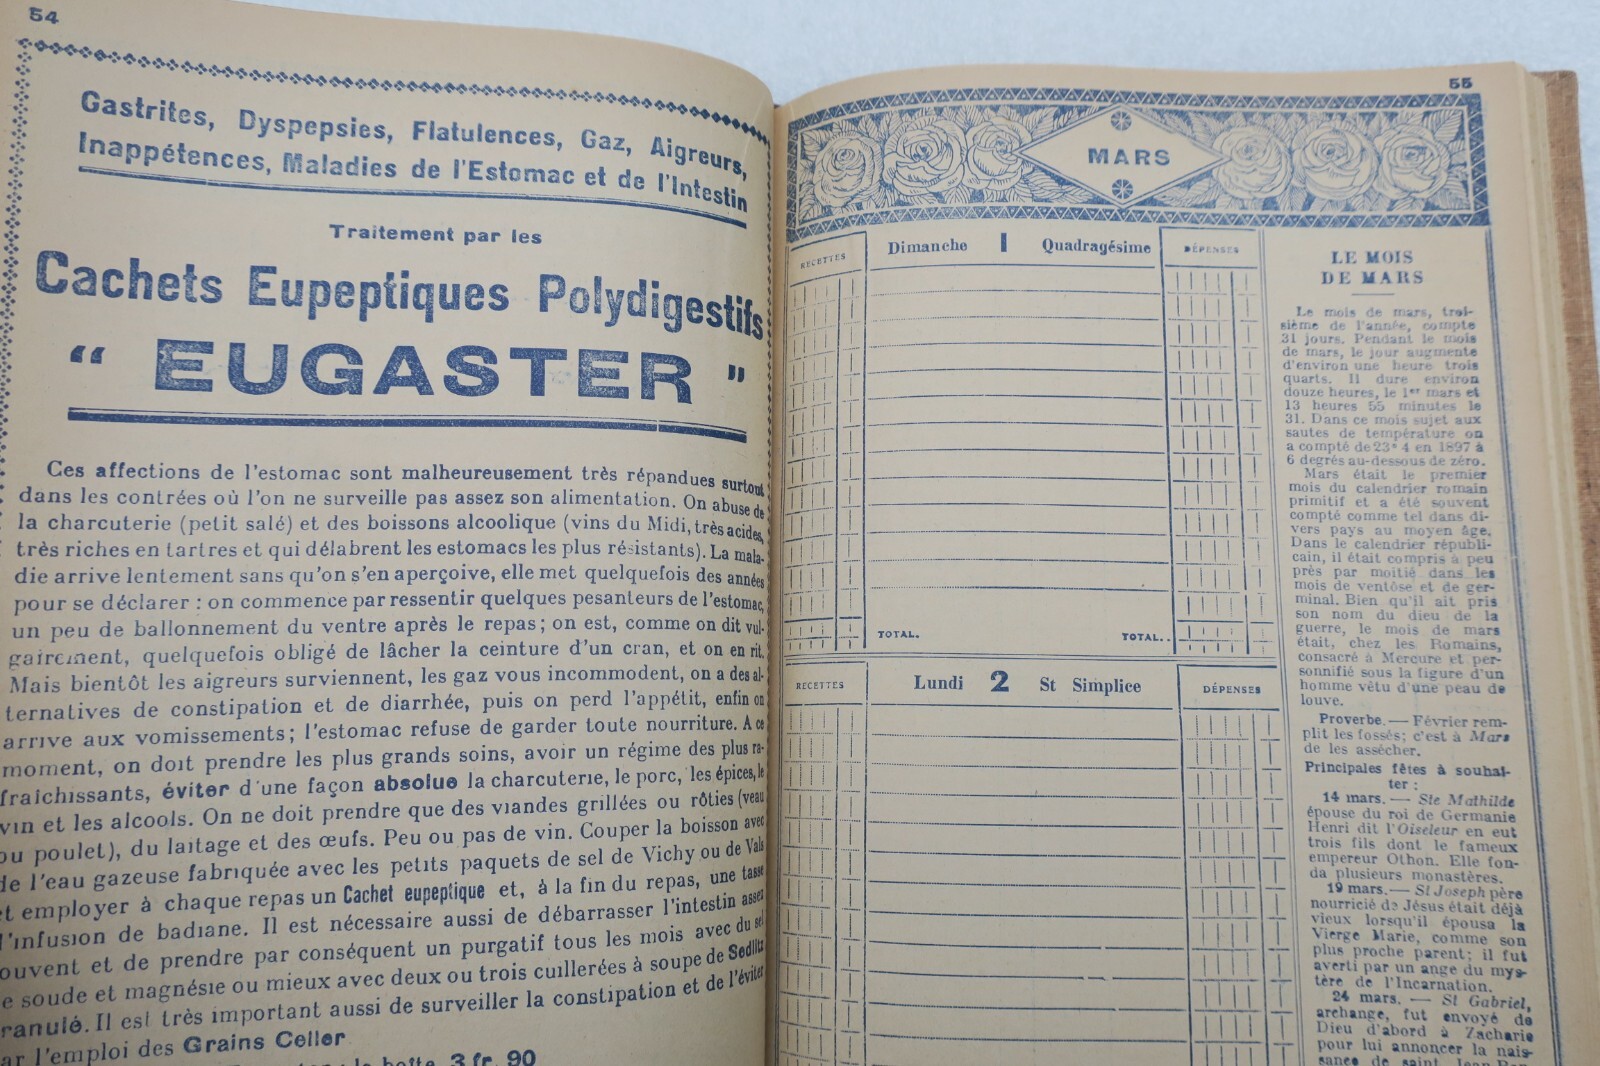 54
Gastrites, Dyspepsies, Flatulences, Gaz, Aigreurs,
Inappétences, Maladies de l'Estomac et de l'Intestin
Traitement par les
Cachets Eupeptiques Polydigestifs
“ EUGASTER ”
Ces affections de l'estomac sont malheureusement très répandues surtout
dans les contrées où l'on ne surveille pas assez son alimentation. On abuse de
la charcuterie (petit salé) et des boissons alcoolique (vins du Midi, très acides,
très riches en tartres et qui délabrent les estomacs les plus résistants). La mala-
die arrive lentement sans qu'on s'en aperçoive, elle met quelquefois des années
pour se déclarer : on commence par ressentir quelques pesanteurs de l'estomac,
un peu de ballonnement du ventre après le repas ; on est, comme on dit vul-
gairement, quelquefois obligé de lâcher la ceinture d'un cran, et on en rit.
Mais bientôt les aigreurs surviennent, les gaz vous incommodent, on a des al-
ternatives de constipation et de diarrhée, puis on perd l'appétit, enfin on
arrive aux vomissements ; l'estomac refuse de garder toute nourriture. A ce
moment, on doit prendre les plus grands soins, avoir un régime des plus ra-
fraichissants, éviter d'une façon absolue la charcuterie, le porc, les épices, le
vin et les alcools. On ne doit prendre que des viandes grillées ou rôties (veau
ou poulet), du laitage et des œufs. Peu ou pas de vin. Couper la boisson avec
de l'eau gazeuse fabriquée avec les petits paquets de sel de Vichy ou de Vals
et employer à chaque repas un Cachet eupeptique et, à la fin du repas, une tasse
d'infusion de badiane. Il est nécessaire aussi de débarrasser l'intestin assez
souvent et de prendre par conséquent un purgatif tous les mois avec du sel
de soude et magnésie ou mieux avec deux ou trois cuillerées à soupe de Sedlitz
granulé. Il est très important aussi de surveiller la constipation et de l'éviter
par l'emploi des Grains Celler
la boîte, 3 fr. 90
55
MARS
RECETTES
Dimanche 1 Quadragésime
DÉPENSES
TOTAL.
TOTAL..
RECETTES
Lundi 2 St Simplice
DÉPENSES
LE MOIS
DE MARS
Le mois de mars, troi-
sième de l'année, compte
31 jours. Pendant le mois
de mars, le jour augmente
d'environ une heure trois
quarts. Il dure environ
douze heures, le 1er mars et
13 heures 55 minutes le
31. Dans ce mois sujet aux
sautes de température on
a compté de 23° 4 en 1897 à
6 degrés au-dessous de zéro.
Mars était le premier
mois du calendrier romain
primitif et a été souvent
compté comme tel dans di-
vers pays au moyen âge.
Dans le calendrier républi-
cain, il était compris à peu
près par moitié dans les
mois de ventôse et de ger-
minal. Bien qu'il ait pris
son nom du dieu de la
guerre, le mois de mars
était, chez les Romains,
consacré à Mercure et per-
sonnifié sous la figure d'un
homme vêtu d'une peau de
louve.
Proverbe. — Février rem-
plit les fossés; c'est à Mars
de les assécher.
Principales fêtes à souhai-
ter :
14 mars. — Ste Mathilde
épouse du roi de Germanie
Henri dit l'Oiseleur en eut
trois fils dont le fameux
empereur Othon. Elle fon-
da plusieurs monastères.
19 mars. — St Joseph père
nourricié de Jésus était déjà
vieux lorsqu'il épousa la
Vierge Marie, comme son
plus proche parent; il fut
averti par un ange du mys-
tère de l'Incarnation.
24 mars. — St Gabriel,
archange, fut envoyé de
Dieu d'abord à Zacharie
pour lui annoncer la nais-
sance de saint Jean-Bap-